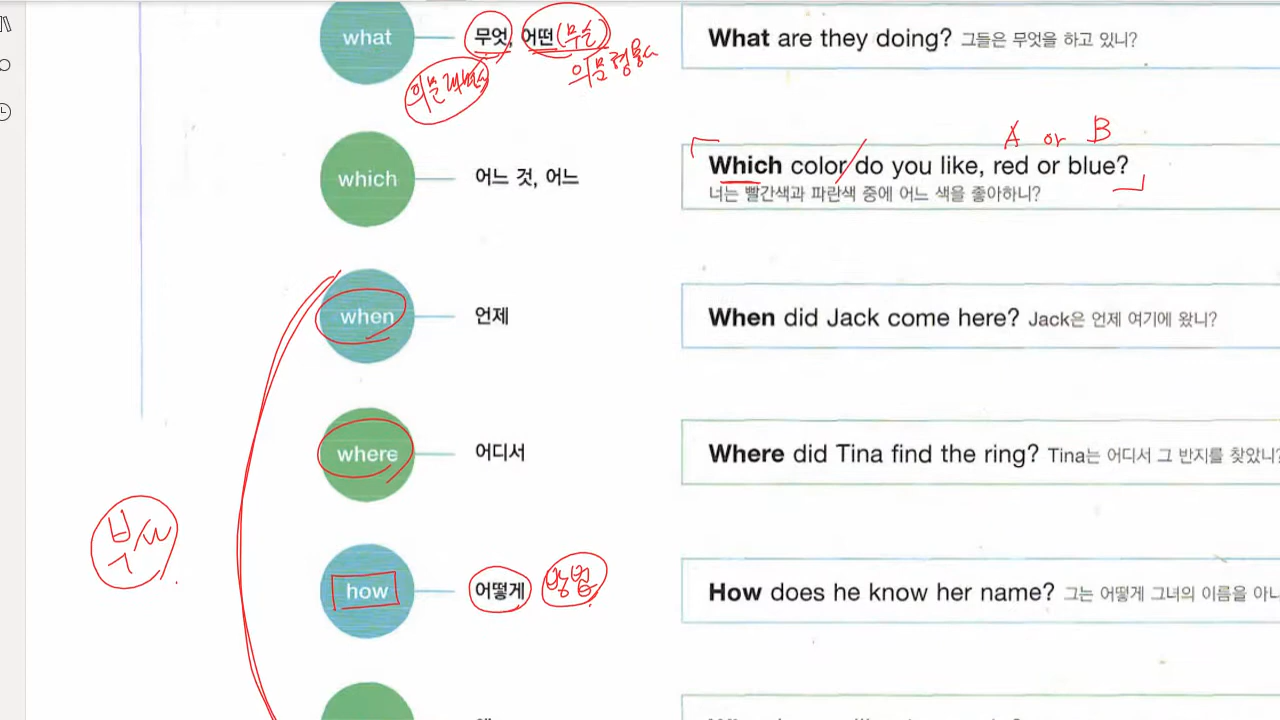 what
무엇, 어떤 (무슨)
의문대명사
의문형용사
What are they doing? 그들은 무엇을 하고 있니?
A or B
which
어느 것, 어느
Which color do you like, red or blue?
너는 빨간색과 파란색 중에 어느 색을 좋아하니?
when
언제
When did Jack come here? Jack은 언제 여기에 왔니?
where
어디서
Where did Tina find the ring? Tina는 어디서 그 반지를 찾았니?
부사
how
어떻게 방법
How does he know her name? 그는 어떻게 그녀의 이름을 아니